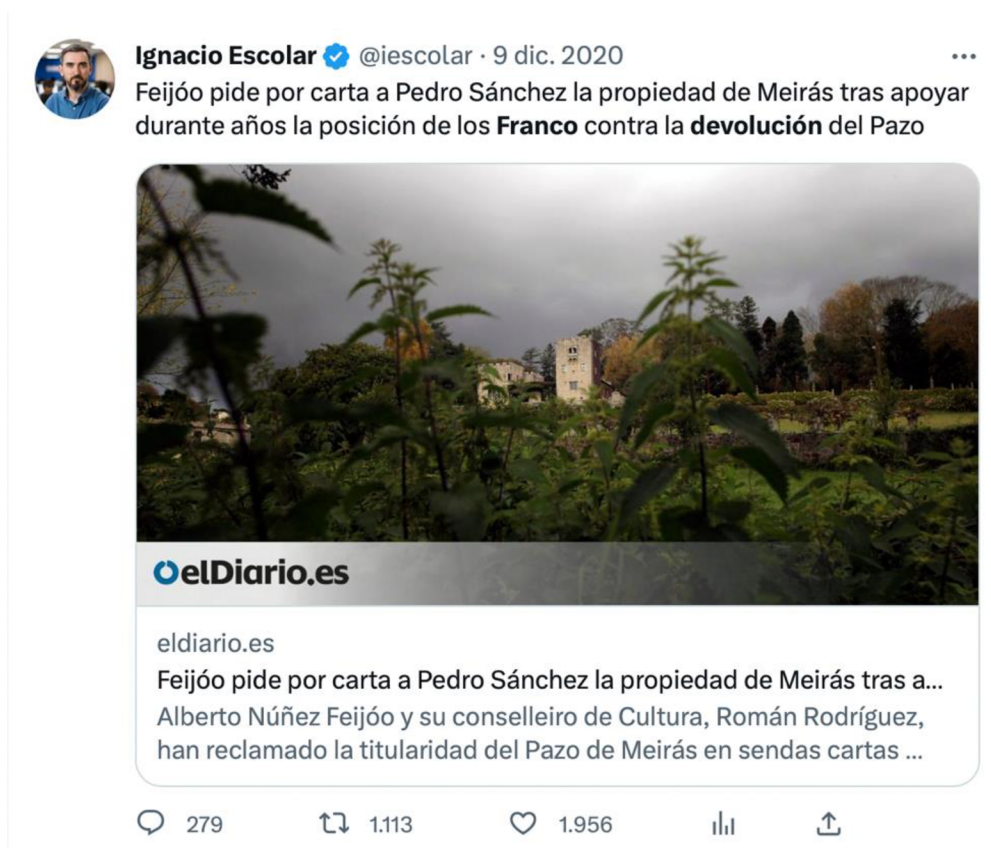 Ignacio Escolar @iescolar · 9 dic. 2020
Feijóo pide por carta a Pedro Sánchez la propiedad de Meirás tras apoyar
durante años la posición de los Franco contra la devolución del Pazo
elDiario.es
eldiario.es
Feijóo pide por carta a Pedro Sánchez la propiedad de Meirás tras a...
Alberto Núñez Feijóo y su conselleiro de Cultura, Román Rodríguez,
han reclamado la titularidad del Pazo de Meirás en sendas cartas ...
279 1.113 1.956